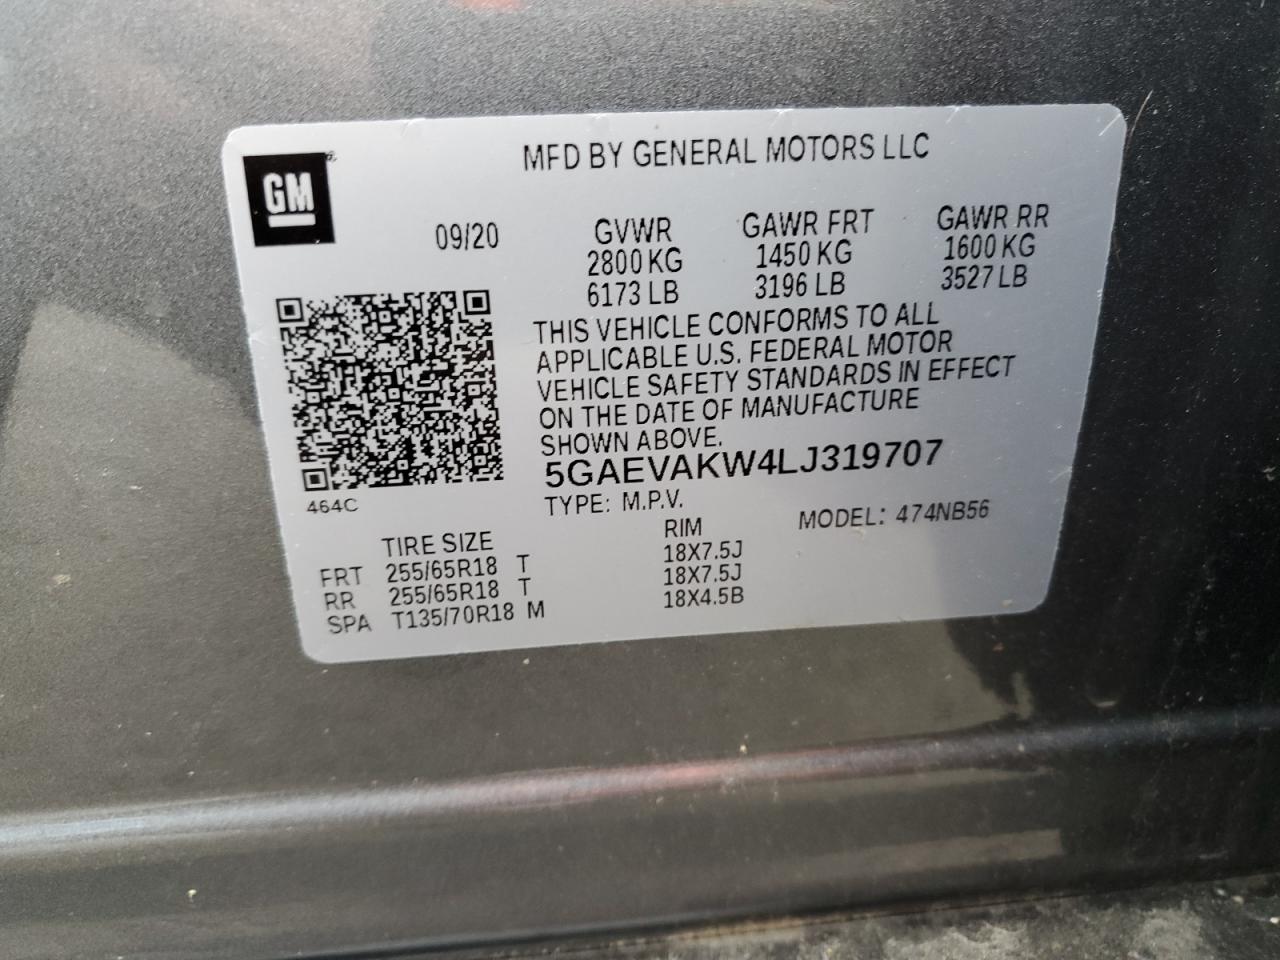 MFD BY GENERAL MOTORS LLC
GM
09/20
GVWR GAWR FRT GAWR RR
2800 KG 1450 KG 1600 KG
6173 LB 3196 LB 3527 LB
THIS VEHICLE CONFORMS TO ALL
APPLICABLE U.S. FEDERAL MOTOR
VEHICLE SAFETY STANDARDS IN EFFECT
ON THE DATE OF MANUFACTURE
SHOWN ABOVE.
5GAEVAKW4LJ319707
464C
TYPE: M.P.V. MODEL: 474NB56
TIRE SIZE RIM
FRT 255/65R18 T 18X7.5J
RR 255/65R18 T 18X7.5J
SPA T135/70R18 M 18X4.5B